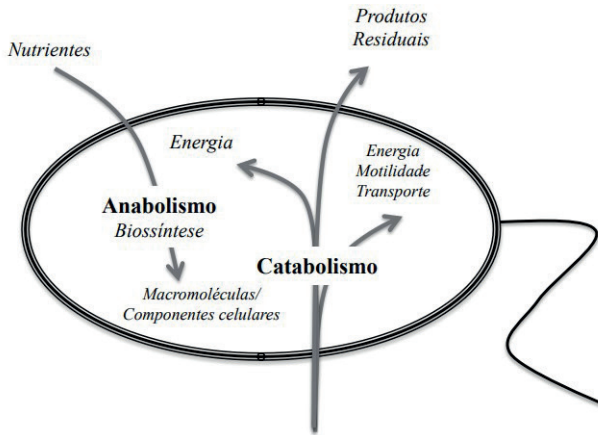 Produtos
Residuais
Nutrientes
Energia
Energia
Motilidade
Transporte
Anabolismo
Biossíntese
Catabolismo
Macromoléculas/
Componentes celulares